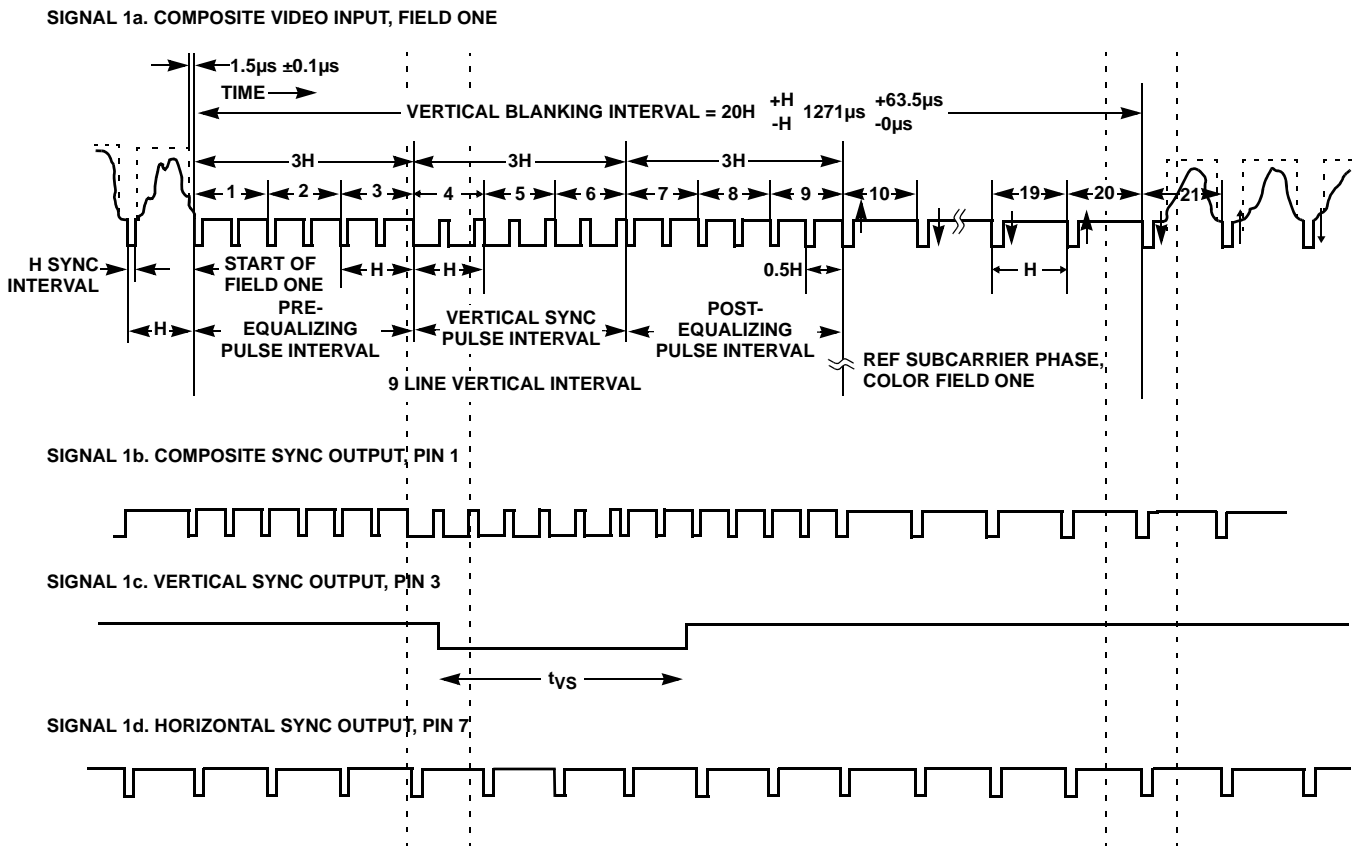 SIGNAL 1a. COMPOSITE VIDEO INPUT, FIELD ONE
1.5µs ±0.1µs
TIME
VERTICAL BLANKING INTERVAL = 20H +H -H 1271µs +63.5µs -0µs
3H 3H 3H
1 2 3 4 5 6 7 8 9 10 19 20 21
H SYNC
INTERVAL
START OF
FIELD ONE
H H 0.5H H
H
PRE-
EQUALIZING
PULSE INTERVAL
VERTICAL SYNC
PULSE INTERVAL
POST-
EQUALIZING
PULSE INTERVAL
REF SUBCARRIER PHASE,
COLOR FIELD ONE
9 LINE VERTICAL INTERVAL
SIGNAL 1b. COMPOSITE SYNC OUTPUT, PIN 1
SIGNAL 1c. VERTICAL SYNC OUTPUT, PIN 3
tVS
SIGNAL 1d. HORIZONTAL SYNC OUTPUT, PIN 7